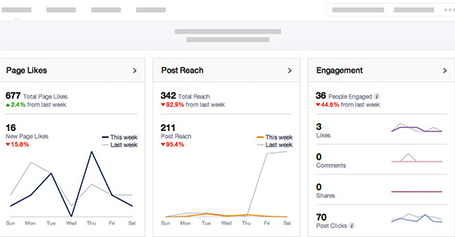 Page Likes
677 Total Page Likes
2.4% from last week
16
New Page Likes
15.8%
This week
Last week
Sun Mon Tue Wed Thu Fri Sat
Post Reach
342 Total Reach
92.9% from last week
211
Post Reach
95.4%
This week
Last week
Sun Mon Tue Wed Thu Fri Sat
Engagement
36 People Engaged i
44.6% from last week
3
Likes
0
Comments
0
Shares
70
Post Clicks i